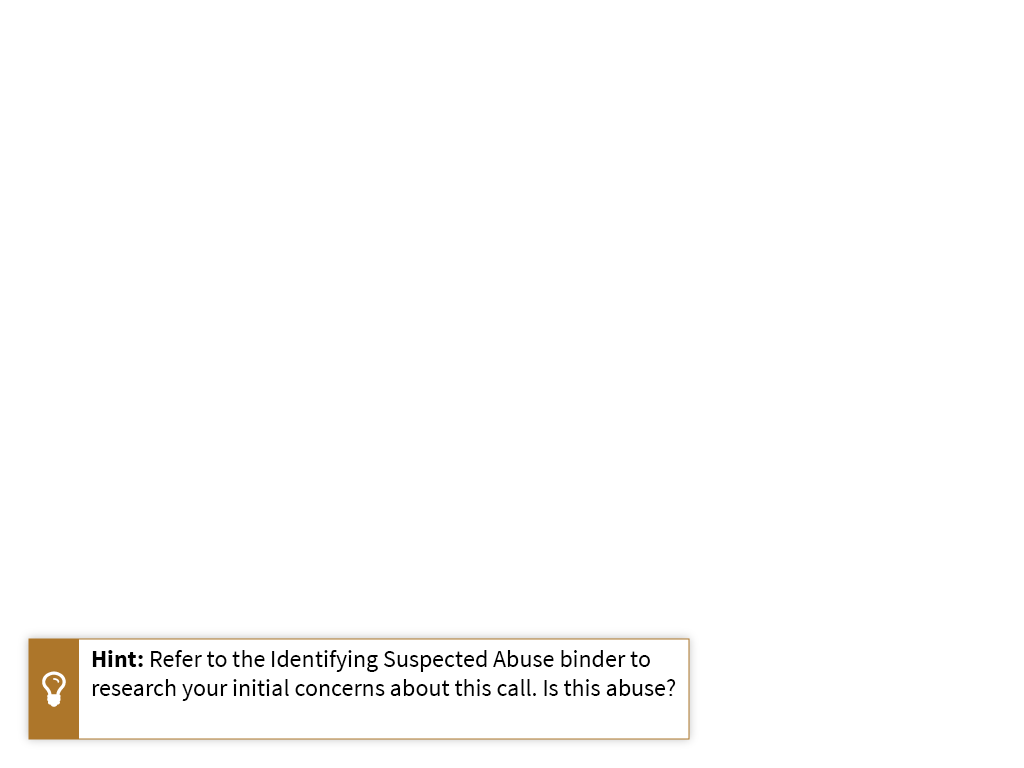 Hint: Refer to the Identifying Suspected Abuse binder to
research your initial concerns about this call. Is this abuse?